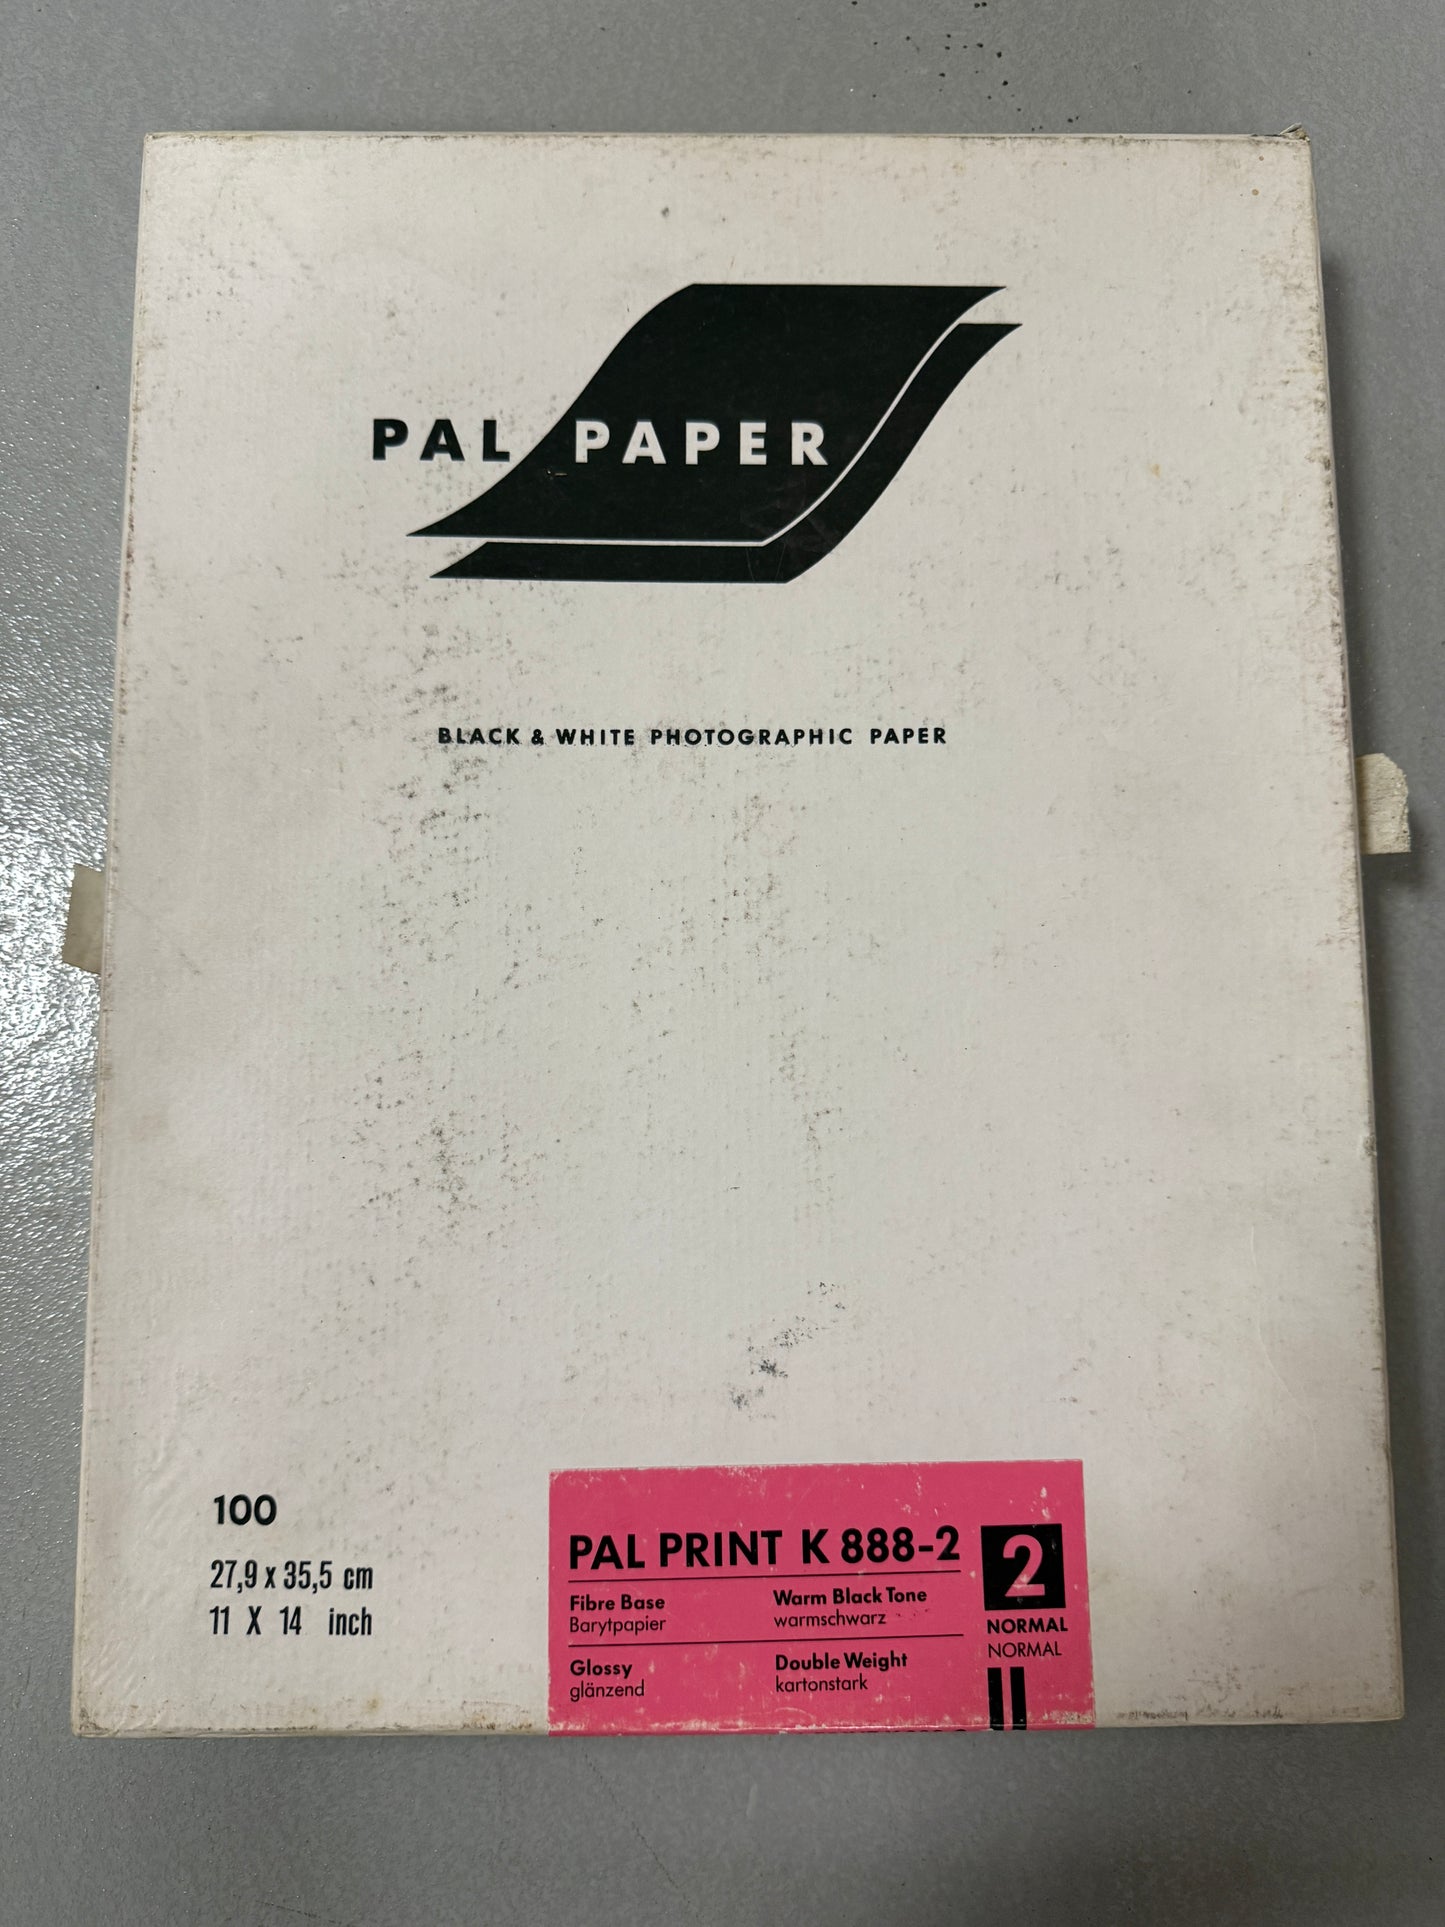 PAL PAPER
BLACK & WHITE PHOTOGRAPHIC PAPER
100
27,9 x 35,5 cm
11 X 14 inch
PAL PRINT K 888-2
Fibre Base
Barytpapier
Warm Black Tone
warmschwarz
Glossy
glänzend
Double Weight
kartonstark
2
NORMAL
NORMAL